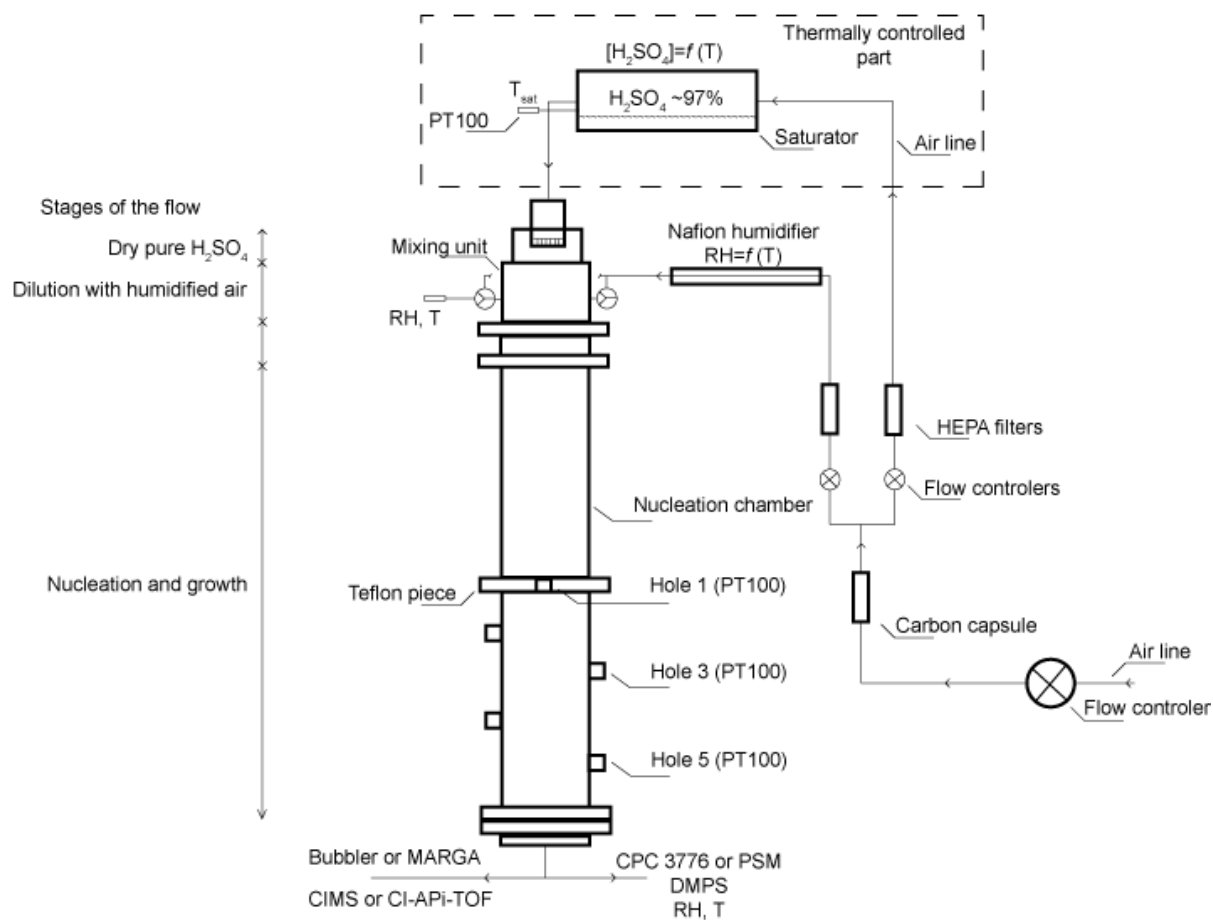 Thermally controlled
part
[H₂SO₄]=f (T)
H₂SO₄ ~97%
T_sat
PT100
Saturator
Air line
Stages of the flow
Dry pure H₂SO₄
Dilution with humidified air
Mixing unit
Nafion humidifier
RH=f (T)
RH, T
HEPA filters
Flow controlers
Nucleation chamber
Nucleation and growth
Teflon piece
Hole 1 (PT100)
Carbon capsule
Air line
Hole 3 (PT100)
Flow controler
Hole 5 (PT100)
Bubbler or MARGA
CIMS or CI-APi-TOF
CPC 3776 or PSM
DMPS
RH, T